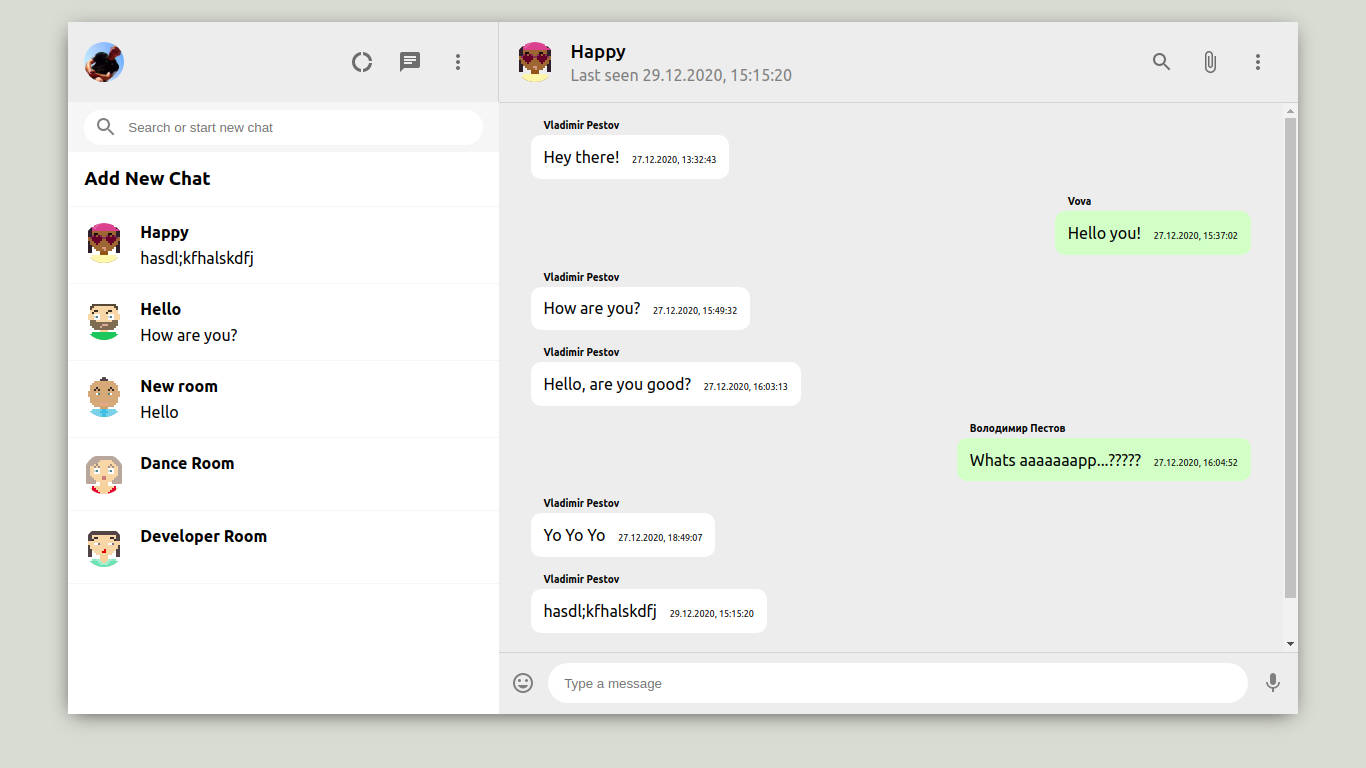 Happy
Last seen 29.12.2020, 15:15:20
Search or start new chat
Add New Chat
Happy
hasdl;kfhalskdfj
Hello
How are you?
New room
Hello
Dance Room
Developer Room
Vladimir Pestov
Hey there! 27.12.2020, 13:32:43
Vova
Hello you! 27.12.2020, 15:37:02
Vladimir Pestov
How are you? 27.12.2020, 15:49:32
Vladimir Pestov
Hello, are you good? 27.12.2020, 16:03:13
Володимир Пестов
Whats aaaaaaapp...????? 27.12.2020, 16:04:52
Vladimir Pestov
Yo Yo Yo 27.12.2020, 18:49:07
Vladimir Pestov
hasdl;kfhalskdfj 29.12.2020, 15:15:20
Type a message